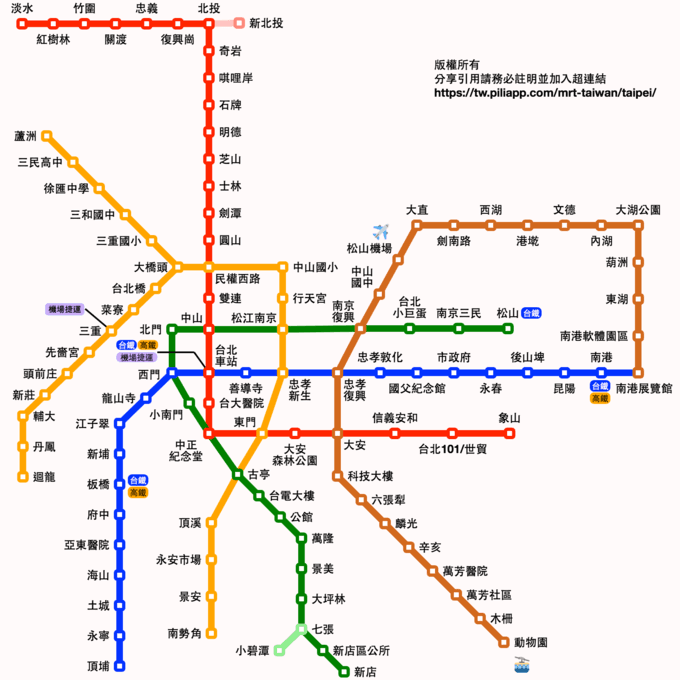 淡水
竹圍
忠義
北投
新北投
紅樹林
關渡
復興崗
奇岩
唭哩岸
石牌
明德
芝山
士林
劍潭
圓山
版權所有
分享引用請務必註明並加入超連結
https://tw.piliapp.com/mrt-taiwan/taipei/
蘆洲
三民高中
徐匯中學
三和國中
三重國小
大橋頭
民權西路
中山國小
台北橋
雙連
行天宮
菜寮
機場捷運
三重
先嗇宮
頭前庄
新莊
輔大
丹鳳
迴龍
大直
西湖
文德
大湖公園
劍南路
港墘
內湖
松山機場
中山
國中
葫洲
東湖
南港軟體園區
南港展覽館
北門
中山
松江南京
南京
復興
台北
小巨蛋
南京三民
松山
台鐵
台鐵
高鐵
機場捷運
台北
車站
西門
善導寺
忠孝
新生
忠孝
復興
忠孝敦化
國父紀念館
市政府
永春
後山埤
昆陽
南港
台鐵
高鐵
龍山寺
小南門
台大醫院
江子翠
中正
紀念堂
東門
大安
森林公園
大安
信義安和
台北101/世貿
象山
新埔
板橋
台鐵
高鐵
府中
亞東醫院
海山
土城
永寧
頂埔
古亭
台電大樓
公館
萬隆
景美
大坪林
七張
小碧潭
新店區公所
新店
頂溪
永安市場
景安
南勢角
科技大樓
六張犁
麟光
辛亥
萬芳醫院
萬芳社區
木柵
動物園